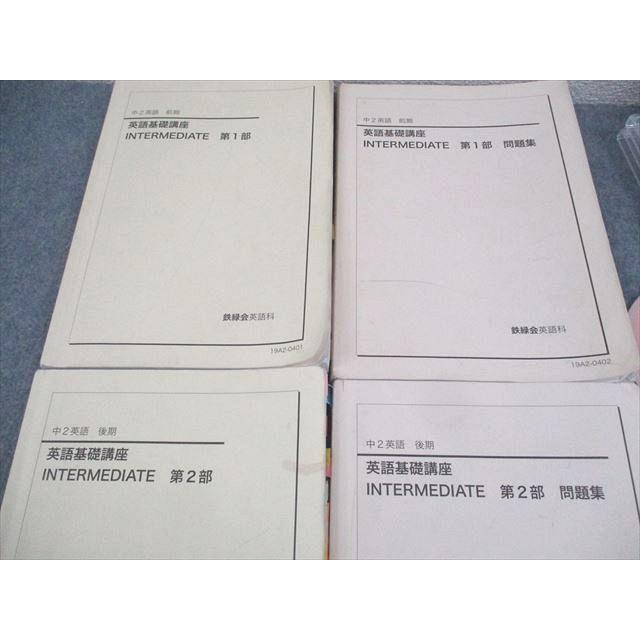 中2英語 前期
英語基礎講座
INTERMEDIATE 第1部
鉄緑会英語科
19A2-0401
中2英語 前期
英語基礎講座
INTERMEDIATE 第1部 問題集
鉄緑会英語科
19A2-0402
中2英語 後期
英語基礎講座
INTERMEDIATE 第2部
中2英語 後期
英語基礎講座
INTERMEDIATE 第2部 問題集